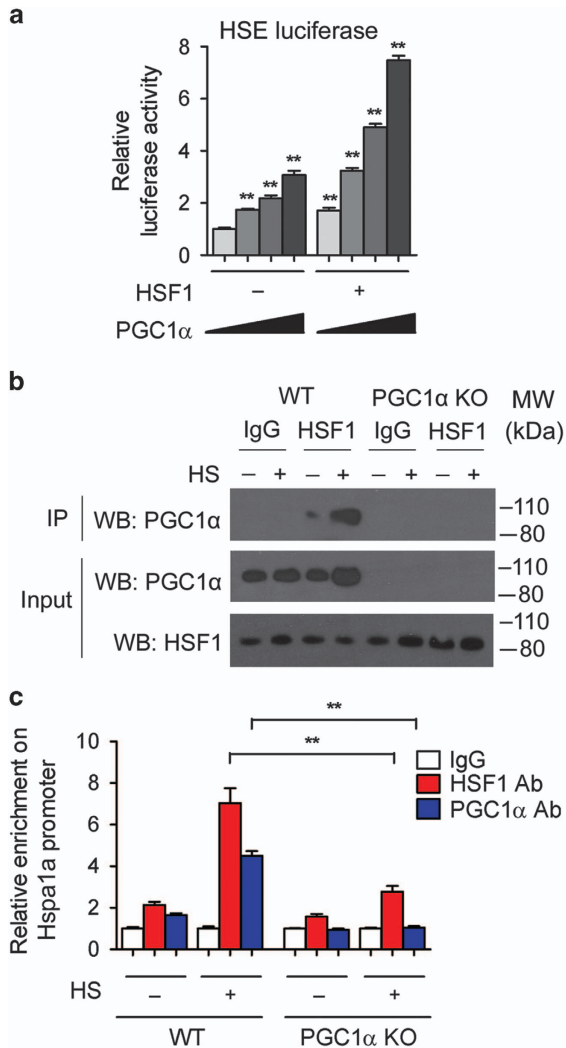 a
HSE luciferase
Relative
luciferase activity
8
6
4
2
0
** ** ** ** ** ** **
HSF1 – +
PGC1α
b
WT PGC1α KO MW
IgG HSF1 IgG HSF1 (kDa)
HS – + – + – + – +
IP WB: PGC1α –110
–80
Input WB: PGC1α –110
–80
WB: HSF1 –110
–80
c
**
**
Relative enrichment on
Hspa1a promoter
10
8
6
4
2
0
IgG
HSF1 Ab
PGC1α Ab
HS – + – +
WT PGC1α KO